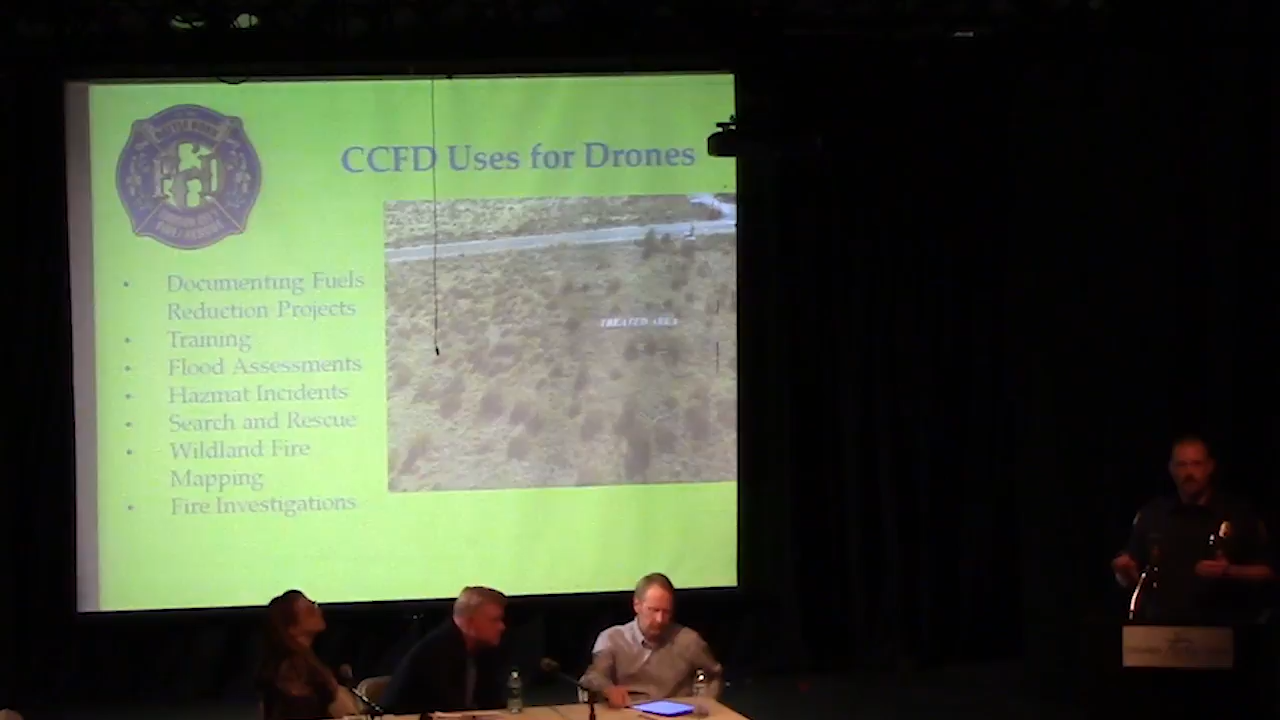 CCFD Uses for Drones
• Documenting Fuels
Reduction Projects
• Training
• Flood Assessments
• Hazmat Incidents
• Search and Rescue
• Wildland Fire
Mapping
• Fire Investigations
TREATED AREA